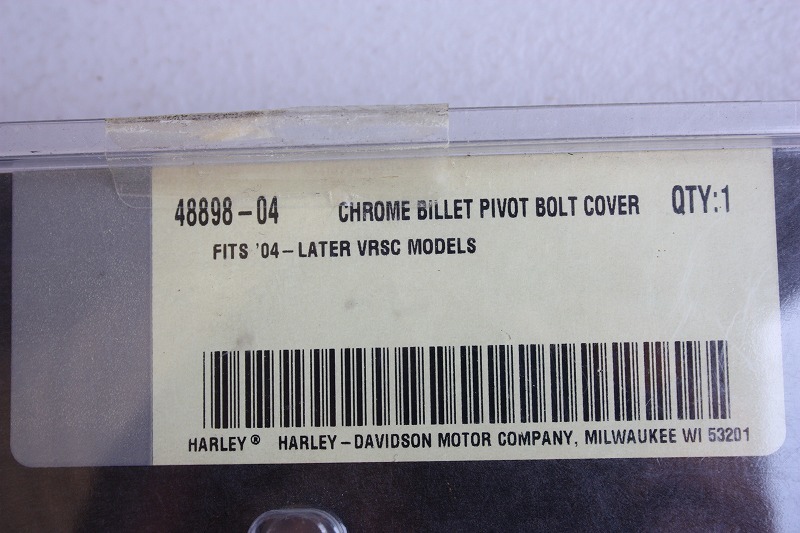 48898-04 CHROME BILLET PIVOT BOLT COVER QTY:1
FITS '04-LATER VRSC MODELS
HARLEY® HARLEY-DAVIDSON MOTOR COMPANY, MILWAUKEE WI 53201